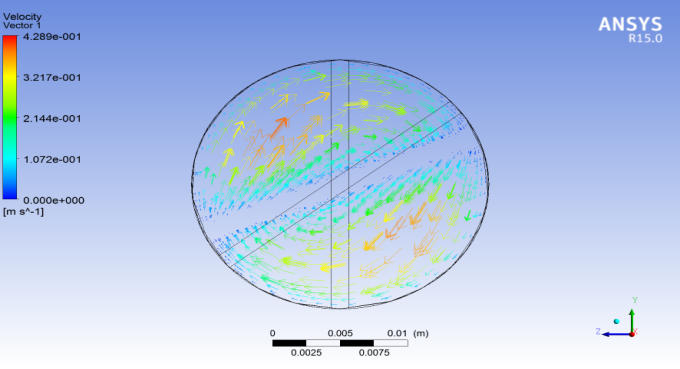 Velocity
Vector 1
4.289e-001
3.217e-001
2.144e-001
1.072e-001
0.000e+000
[m s^-1]
ANSYS
R15.0
0 0.005 0.01 (m)
0.0025 0.0075
Y
Z X